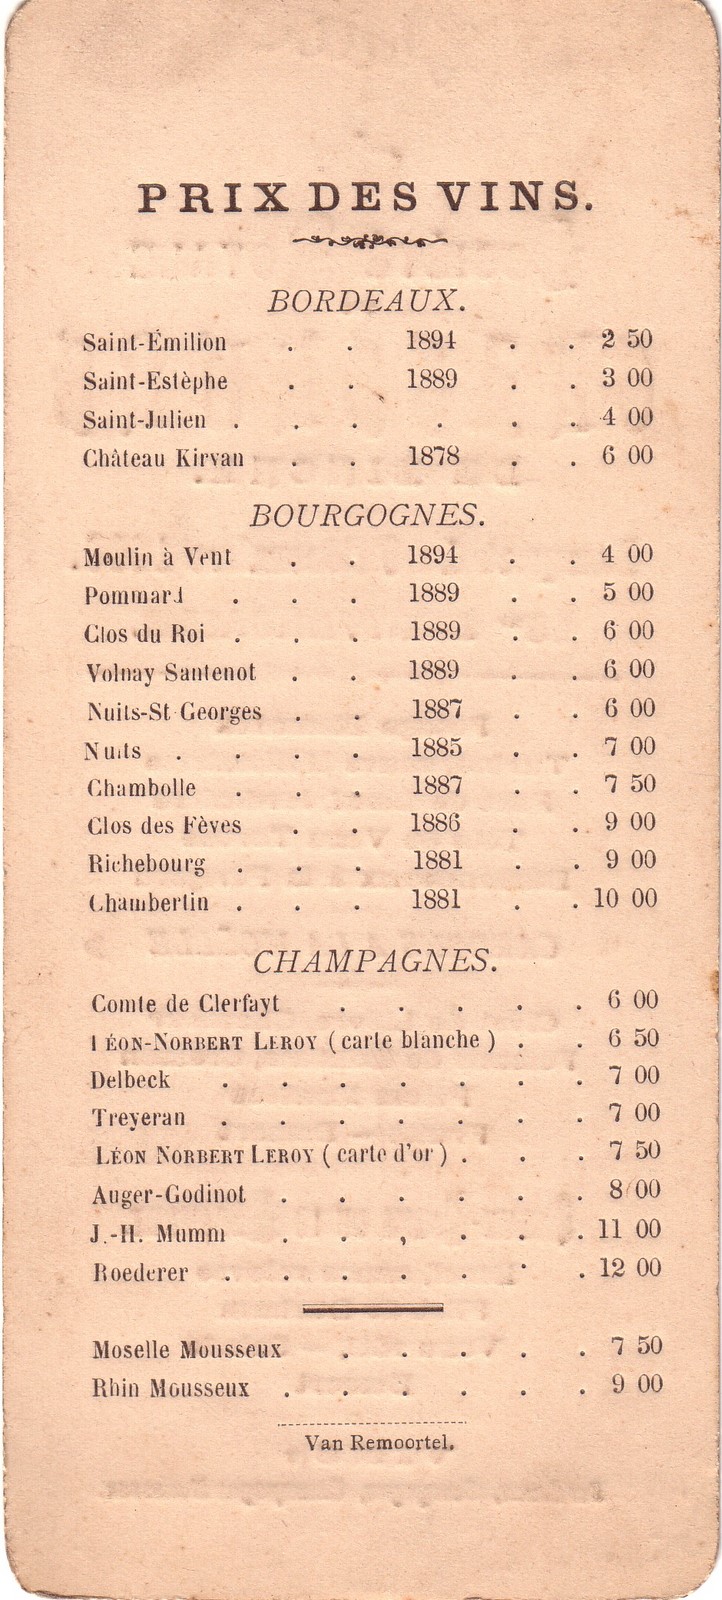 PRIX DES VINS.
BORDEAUX.
Saint-Émilion . . 1894 . . 2 50
Saint-Estèphe . . 1889 . . 3 00
Saint-Julien . . . . . . 4 00
Château Kirvan . . 1878 . . 6 00
BOURGOGNES.
Moulin à Vent . . 1894 . . 4 00
Pommard . . . 1889 . . 5 00
Clos du Roi . . . 1889 . . 6 00
Volnay Santenot . . 1889 . . 6 00
Nuits-St Georges . . 1887 . . 6 00
Nuits . . . . 1885 . . 7 00
Chambolle . . . 1887 . . 7 50
Clos des Fèves . . 1886 . . 9 00
Richebourg . . . 1881 . . 9 00
Chambertin . . . 1881 . . 10 00
CHAMPAGNES.
Comte de Clerfayt . . . . . 6 00
LÉON-NORBERT LEROY (carte blanche) . . 6 50
Delbeck . . . . . . . 7 00
Treyeran . . . . . . . 7 00
LÉON NORBERT LEROY (carte d'or) . . . 7 50
Auger-Godinot . . . . . . 8 00
J.-H. Mumm . . , . . . 11 00
Roederer . . . . . . . 12 00
Moselle Mousseux . . . . . 7 50
Rhin Mousseux . . . . . . 9 00
Van Remoortel.